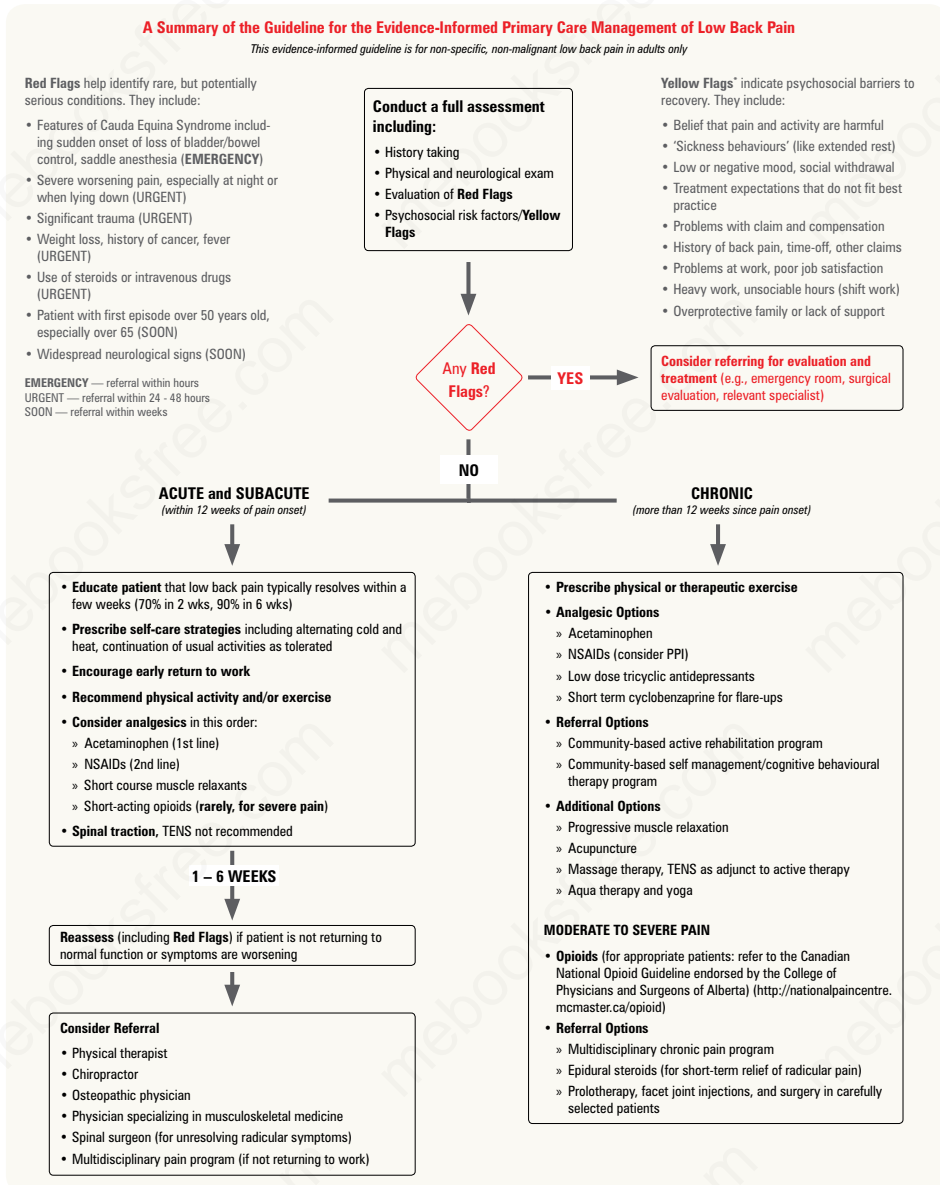 A Summary of the Guideline for the Evidence-Informed Primary Care Management of Low Back Pain
This evidence-informed guideline is for non-specific, non-malignant low back pain in adults only
Red Flags help identify rare, but potentially
serious conditions. They include:
• Features of Cauda Equina Syndrome includ-
ing sudden onset of loss of bladder/bowel
control, saddle anesthesia (EMERGENCY)
• Severe worsening pain, especially at night or
when lying down (URGENT)
• Significant trauma (URGENT)
• Weight loss, history of cancer, fever
(URGENT)
• Use of steroids or intravenous drugs
(URGENT)
• Patient with first episode over 50 years old,
especially over 65 (SOON)
• Widespread neurological signs (SOON)
EMERGENCY — referral within hours
URGENT — referral within 24 - 48 hours
SOON — referral within weeks
Conduct a full assessment
including:
• History taking
• Physical and neurological exam
• Evaluation of Red Flags
• Psychosocial risk factors/Yellow
Flags
Yellow Flags* indicate psychosocial barriers to
recovery. They include:
• Belief that pain and activity are harmful
• ‘Sickness behaviours’ (like extended rest)
• Low or negative mood, social withdrawal
• Treatment expectations that do not fit best
practice
• Problems with claim and compensation
• History of back pain, time-off, other claims
• Problems at work, poor job satisfaction
• Heavy work, unsociable hours (shift work)
• Overprotective family or lack of support
Any Red
Flags?
YES
Consider referring for evaluation and
treatment (e.g., emergency room, surgical
evaluation, relevant specialist)
NO
ACUTE and SUBACUTE
(within 12 weeks of pain onset)
• Educate patient that low back pain typically resolves within a
few weeks (70% in 2 wks, 90% in 6 wks)
• Prescribe self-care strategies including alternating cold and
heat, continuation of usual activities as tolerated
• Encourage early return to work
• Recommend physical activity and/or exercise
• Consider analgesics in this order:
» Acetaminophen (1st line)
» NSAIDs (2nd line)
» Short course muscle relaxants
» Short-acting opioids (rarely, for severe pain)
• Spinal traction, TENS not recommended
1 – 6 WEEKS
Reassess (including Red Flags) if patient is not returning to
normal function or symptoms are worsening
Consider Referral
• Physical therapist
• Chiropractor
• Osteopathic physician
• Physician specializing in musculoskeletal medicine
• Spinal surgeon (for unresolving radicular symptoms)
• Multidisciplinary pain program (if not returning to work)
CHRONIC
(more than 12 weeks since pain onset)
• Prescribe physical or therapeutic exercise
• Analgesic Options
» Acetaminophen
» NSAIDs (consider PPI)
» Low dose tricyclic antidepressants
» Short term cyclobenzaprine for flare-ups
• Referral Options
» Community-based active rehabilitation program
» Community-based self management/cognitive behavioural
therapy program
• Additional Options
» Progressive muscle relaxation
» Acupuncture
» Massage therapy, TENS as adjunct to active therapy
» Aqua therapy and yoga
MODERATE TO SEVERE PAIN
• Opioids (for appropriate patients: refer to the Canadian
National Opioid Guideline endorsed by the College of
Physicians and Surgeons of Alberta) (http://nationalpaincentre.
mcmaster.ca/opioid)
• Referral Options
» Multidisciplinary chronic pain program
» Epidural steroids (for short-term relief of radicular pain)
» Prolotherapy, facet joint injections, and surgery in carefully
selected patients
mebooksfree.com